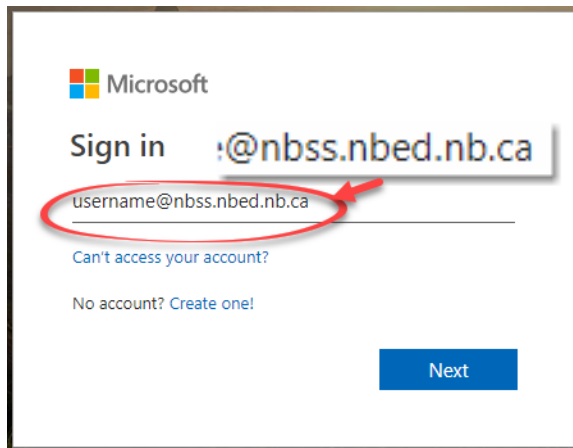 Microsoft
Sign in
:@nbss.nbed.nb.ca
username@nbss.nbed.nb.ca
Can't access your account?
No account? Create one!
Next